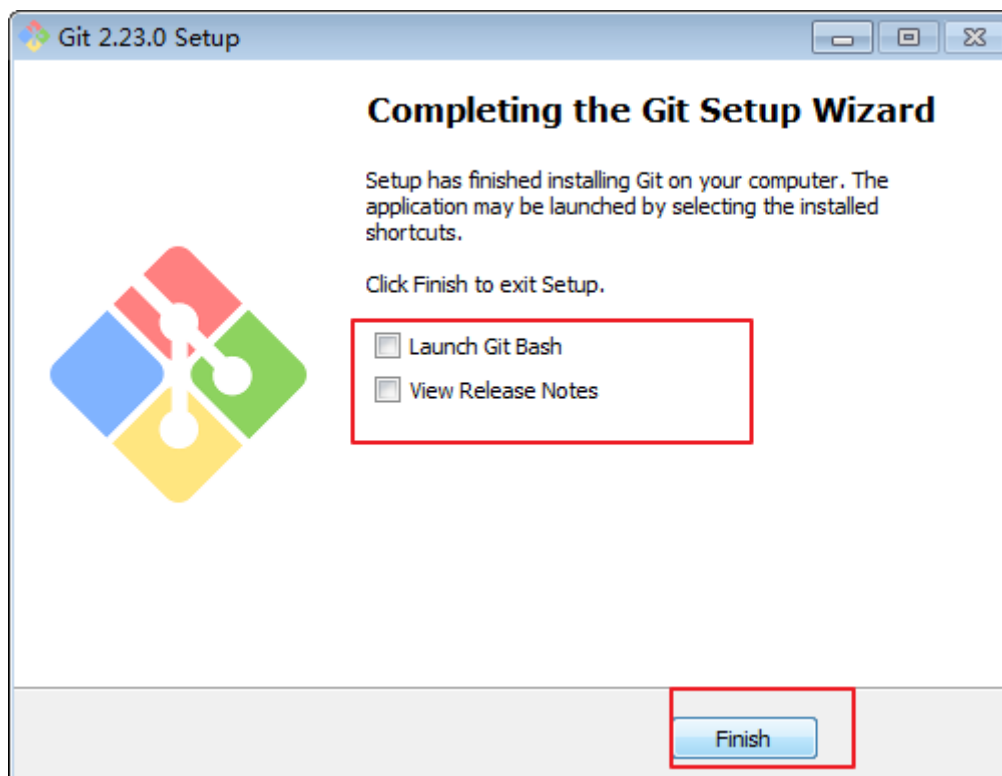 Git 2.23.0 Setup
Completing the Git Setup Wizard
Setup has finished installing Git on your computer. The
application may be launched by selecting the installed
shortcuts.
Click Finish to exit Setup.
Launch Git Bash
View Release Notes
Finish